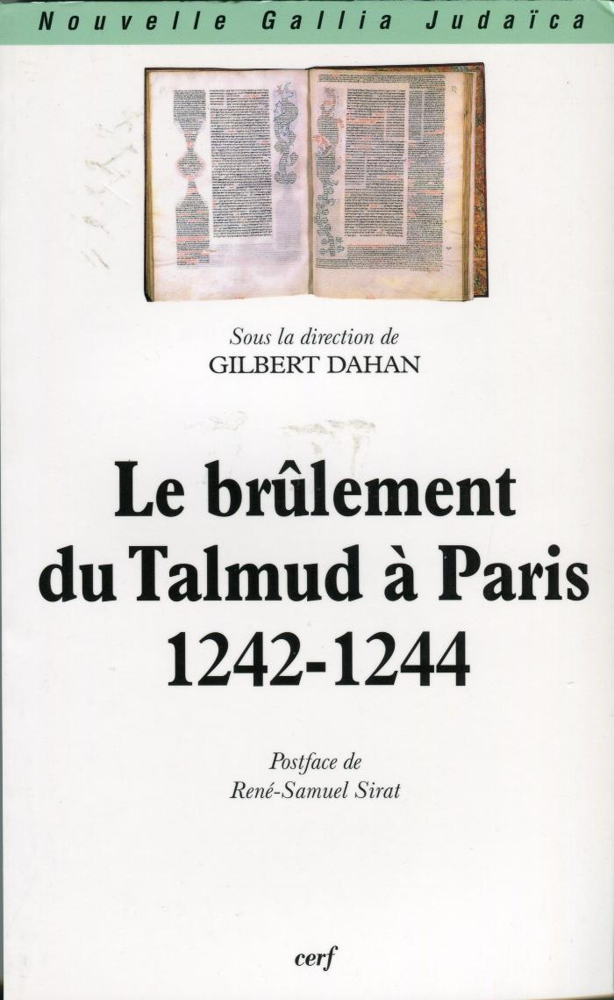 Nouvelle Gallia Judaïca
Sous la direction de
GILBERT DAHAN
Le brûlement
du Talmud à Paris
1242-1244
Postface de
René-Samuel Sirat
cerf